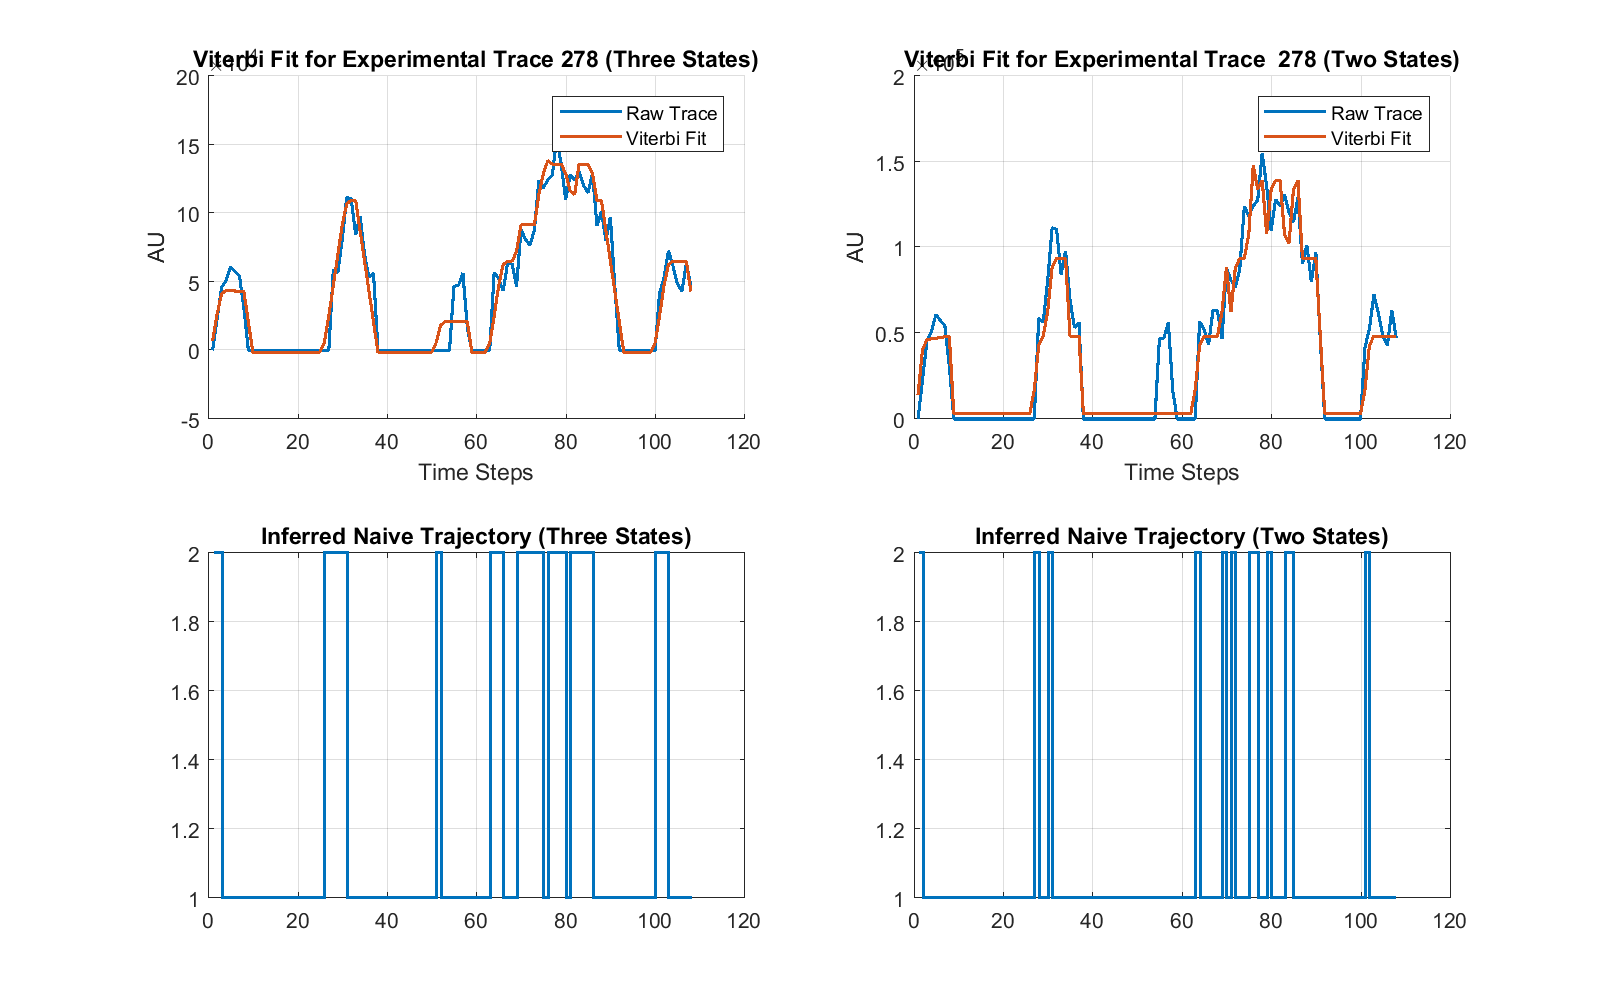 Viterbi Fit for Experimental Trace 278 (Three States)
×10^4
20
15
10
5
0
-5
AU
0 20 40 60 80 100 120
Time Steps
Raw Trace
Viterbi Fit
Viterbi Fit for Experimental Trace  278 (Two States)
×10^5
2
1.5
1
0.5
0
AU
0 20 40 60 80 100 120
Time Steps
Raw Trace
Viterbi Fit
Inferred Naive Trajectory (Three States)
2
1.8
1.6
1.4
1.2
1
0 20 40 60 80 100 120
Inferred Naive Trajectory (Two States)
2
1.8
1.6
1.4
1.2
1
0 20 40 60 80 100 120